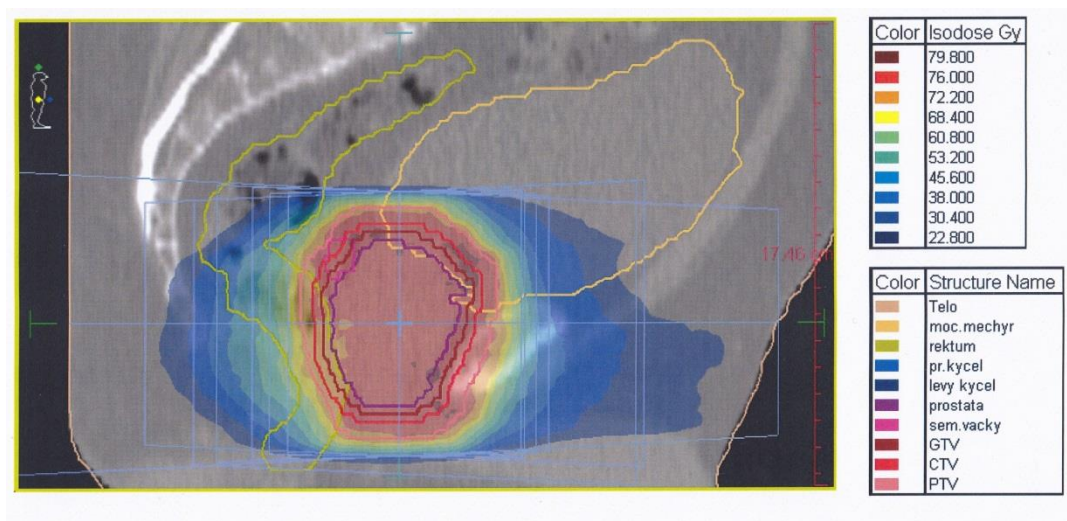 Color Isodose Gy
79.800
76.000
72.200
68.400
60.800
53.200
45.600
38.000
30.400
22.800
17.46
Color Structure Name
Telo
moc.mechyr
rektum
pr.kycel
levy kycel
prostata
sem.vacky
GTV
CTV
PTV